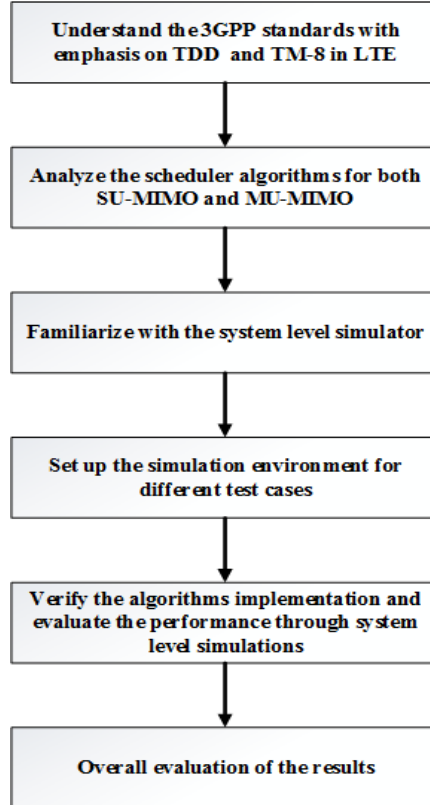 Understand the 3GPP standards with
emphasis on TDD and TM-8 in LTE
Analyze the scheduler algorithms for both
SU-MIMO and MU-MIMO
Familiarize with the system level simulator
Set up the simulation environment for
different test cases
Verify the algorithms implementation and
evaluate the performance through system
level simulations
Overall evaluation of the results